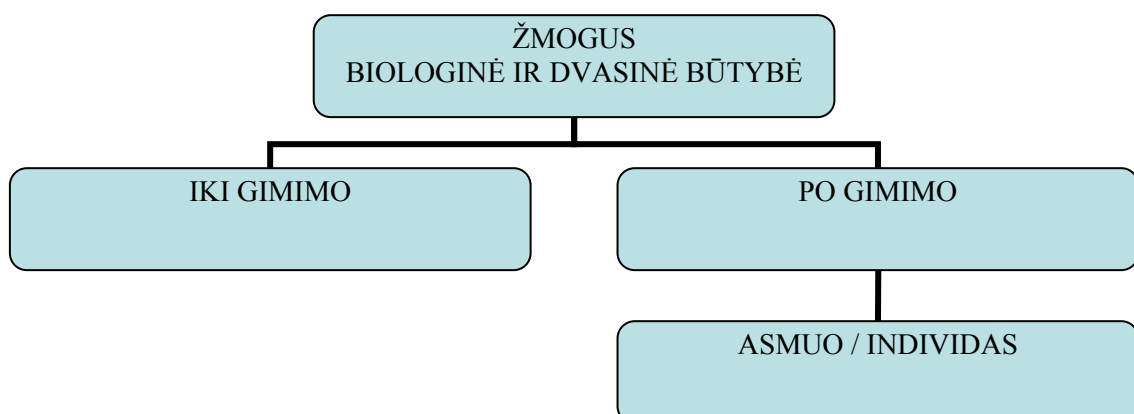 ŽMOGUS
BIOLOGINĖ IR DVASINĖ BŪTYBĖ
IKI GIMIMO
PO GIMIMO
ASMUO / INDIVIDAS